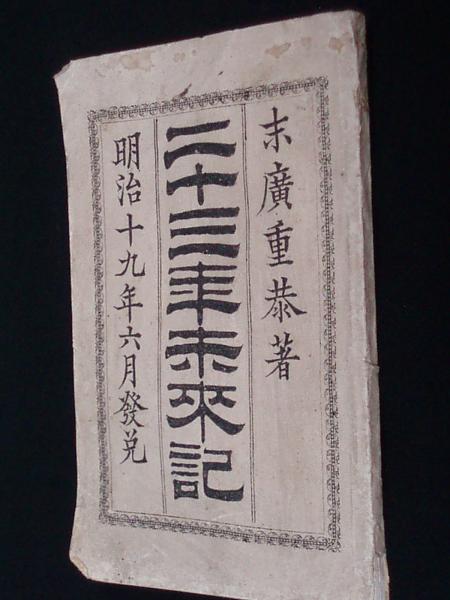 末廣重恭著
二十三年未來記
明治十九年六月發兌